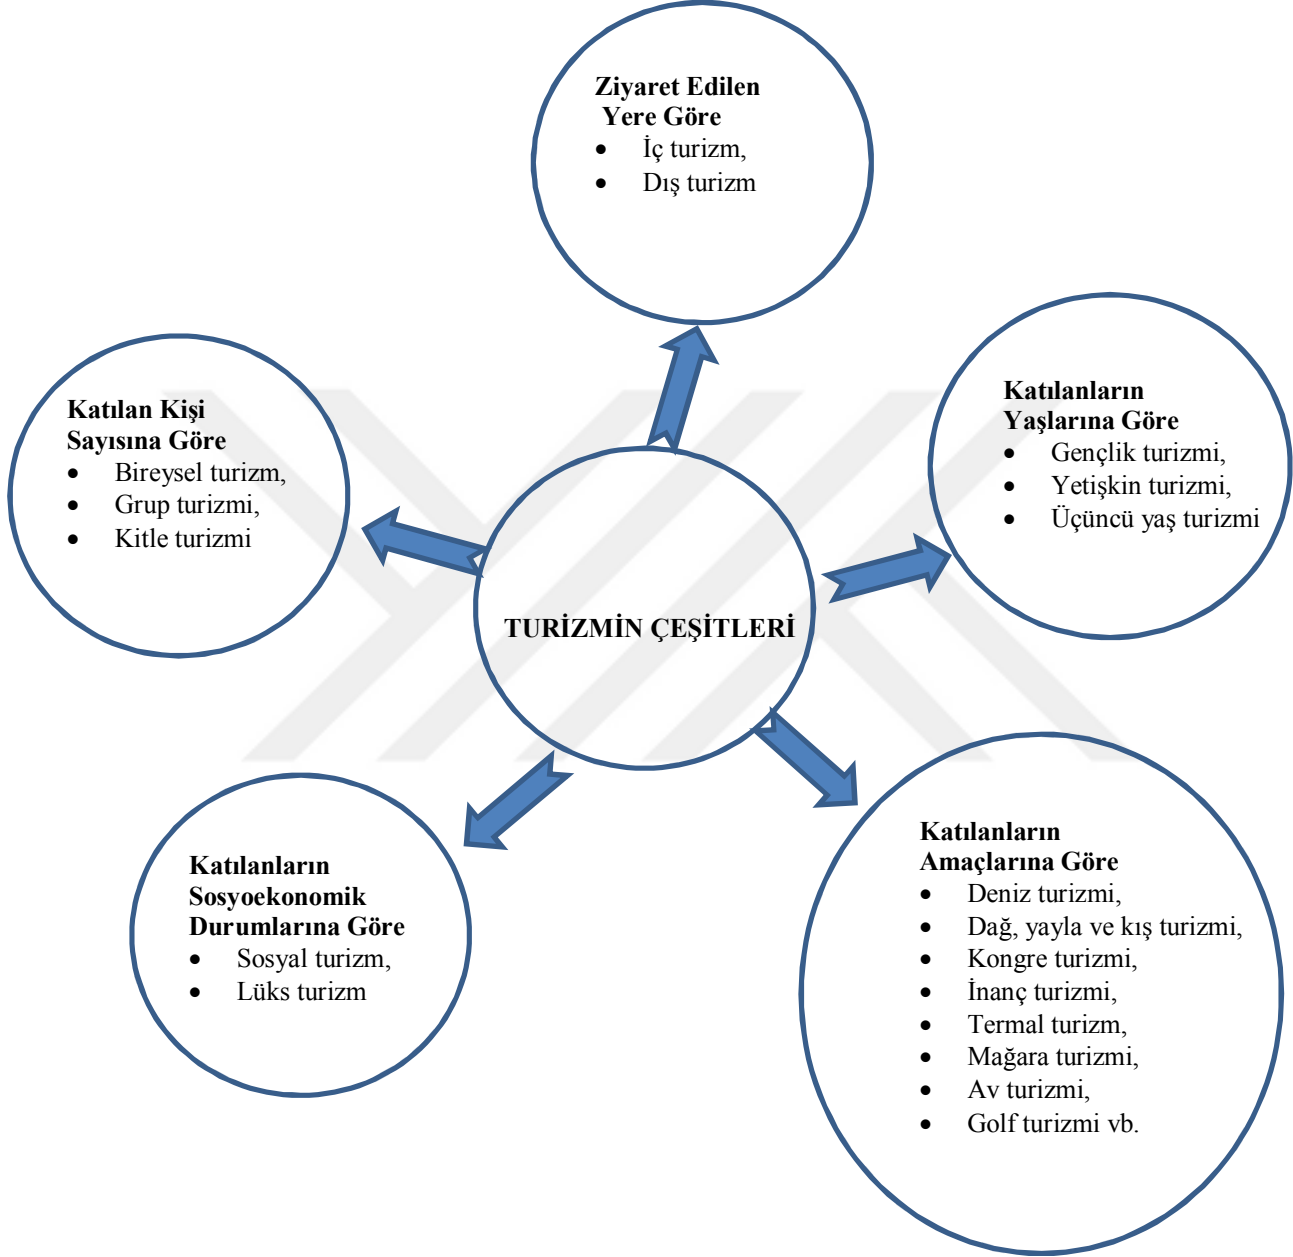 Ziyaret Edilen
Yere Göre
• İç turizm,
• Dış turizm
Katılan Kişi
Sayısına Göre
• Bireysel turizm,
• Grup turizmi,
• Kitle turizmi
Katılanların
Yaşlarına Göre
• Gençlik turizmi,
• Yetişkin turizmi,
• Üçüncü yaş turizmi
TURİZMİN ÇEŞİTLERİ
Katılanların
Sosyoekonomik
Durumlarına Göre
• Sosyal turizm,
• Lüks turizm
Katılanların
Amaçlarına Göre
• Deniz turizmi,
• Dağ, yayla ve kış turizmi,
• Kongre turizmi,
• İnanç turizmi,
• Termal turizm,
• Mağara turizmi,
• Av turizmi,
• Golf turizmi vb.